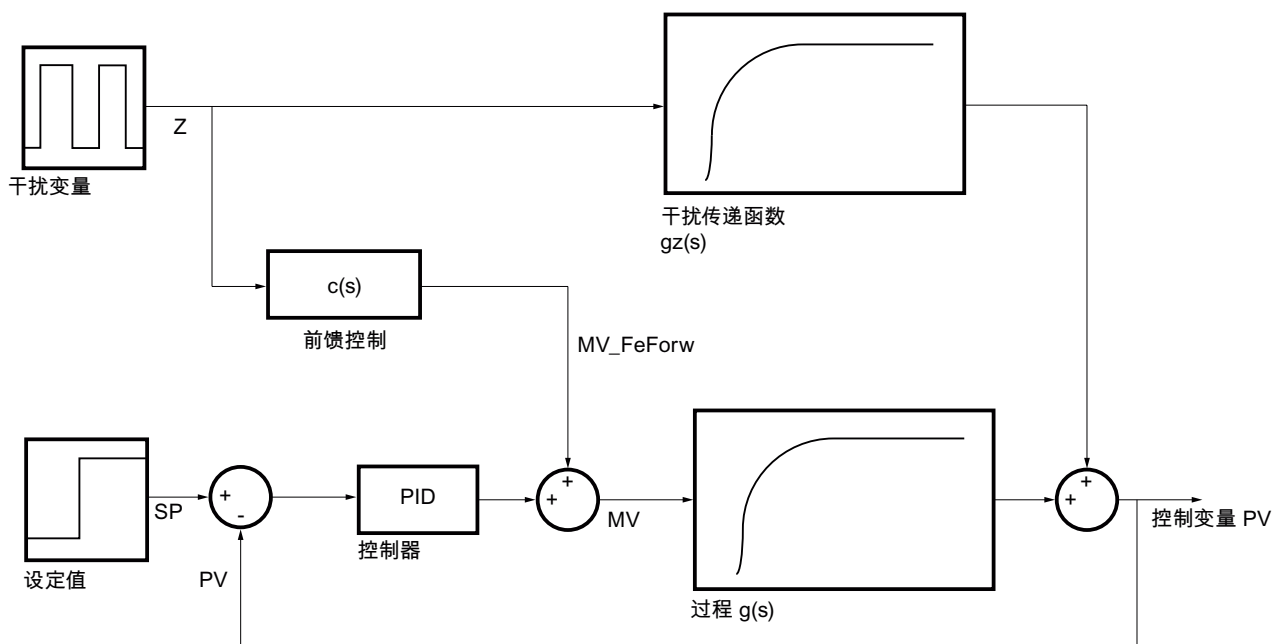 Z
干扰变量
干扰传递函数
gz(s)
c(s)
前馈控制
MV_FeForw
+
-
SP
PV
设定值
PID
控制器
+
+
MV
过程 g(s)
+
+
控制变量 PV